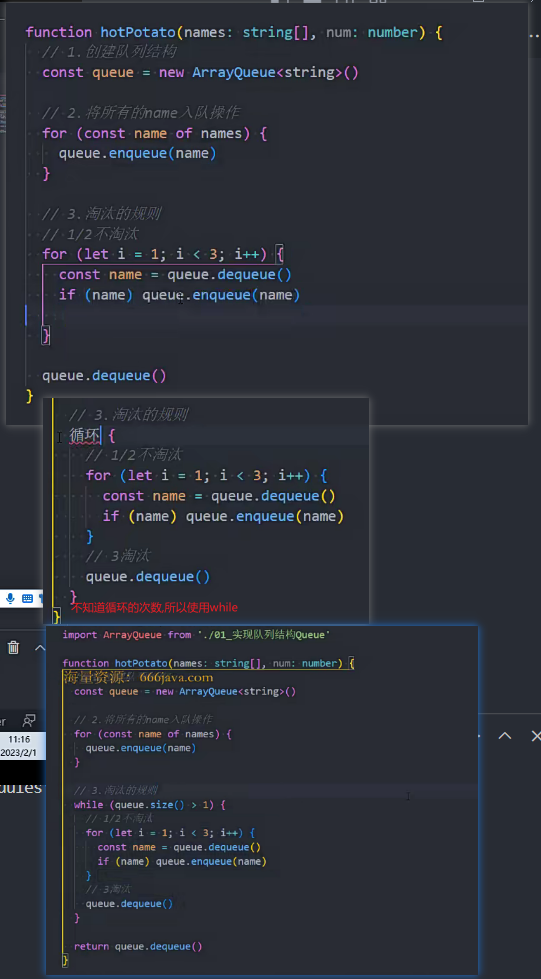 function hotPotato(names: string[], num: number) {
// 1.创建队列结构
const queue = new ArrayQueue<string>()
// 2.将所有的name入队操作
for (const name of names) {
queue.enqueue(name)
}
// 3.淘汰的规则
// 1/2不淘汰
for (let i = 1; i < 3; i++) {
const name = queue.dequeue()
if (name) queue.enqueue(name)
}
queue.dequeue()
}
// 3.淘汰的规则
循环 {
// 1/2不淘汰
for (let i = 1; i < 3; i++) {
const name = queue.dequeue()
if (name) queue.enqueue(name)
}
// 3淘汰
queue.dequeue()
}
不知道循环的次数,所以使用while
}
import ArrayQueue from './01_实现队列结构Queue'
function hotPotato(names: string[], num: number) {
海量资源：666java.com
const queue = new ArrayQueue<string>()
// 2.将所有的name入队操作
for (const name of names) {
queue.enqueue(name)
}
// 3.淘汰的规则
while (queue.size() > 1) {
// 1/2不淘汰
for (let i = 1; i < 3; i++) {
const name = queue.dequeue()
if (name) queue.enqueue(name)
}
// 3淘汰
queue.dequeue()
}
return queue.dequeue()
}
11:16
2023/2/1